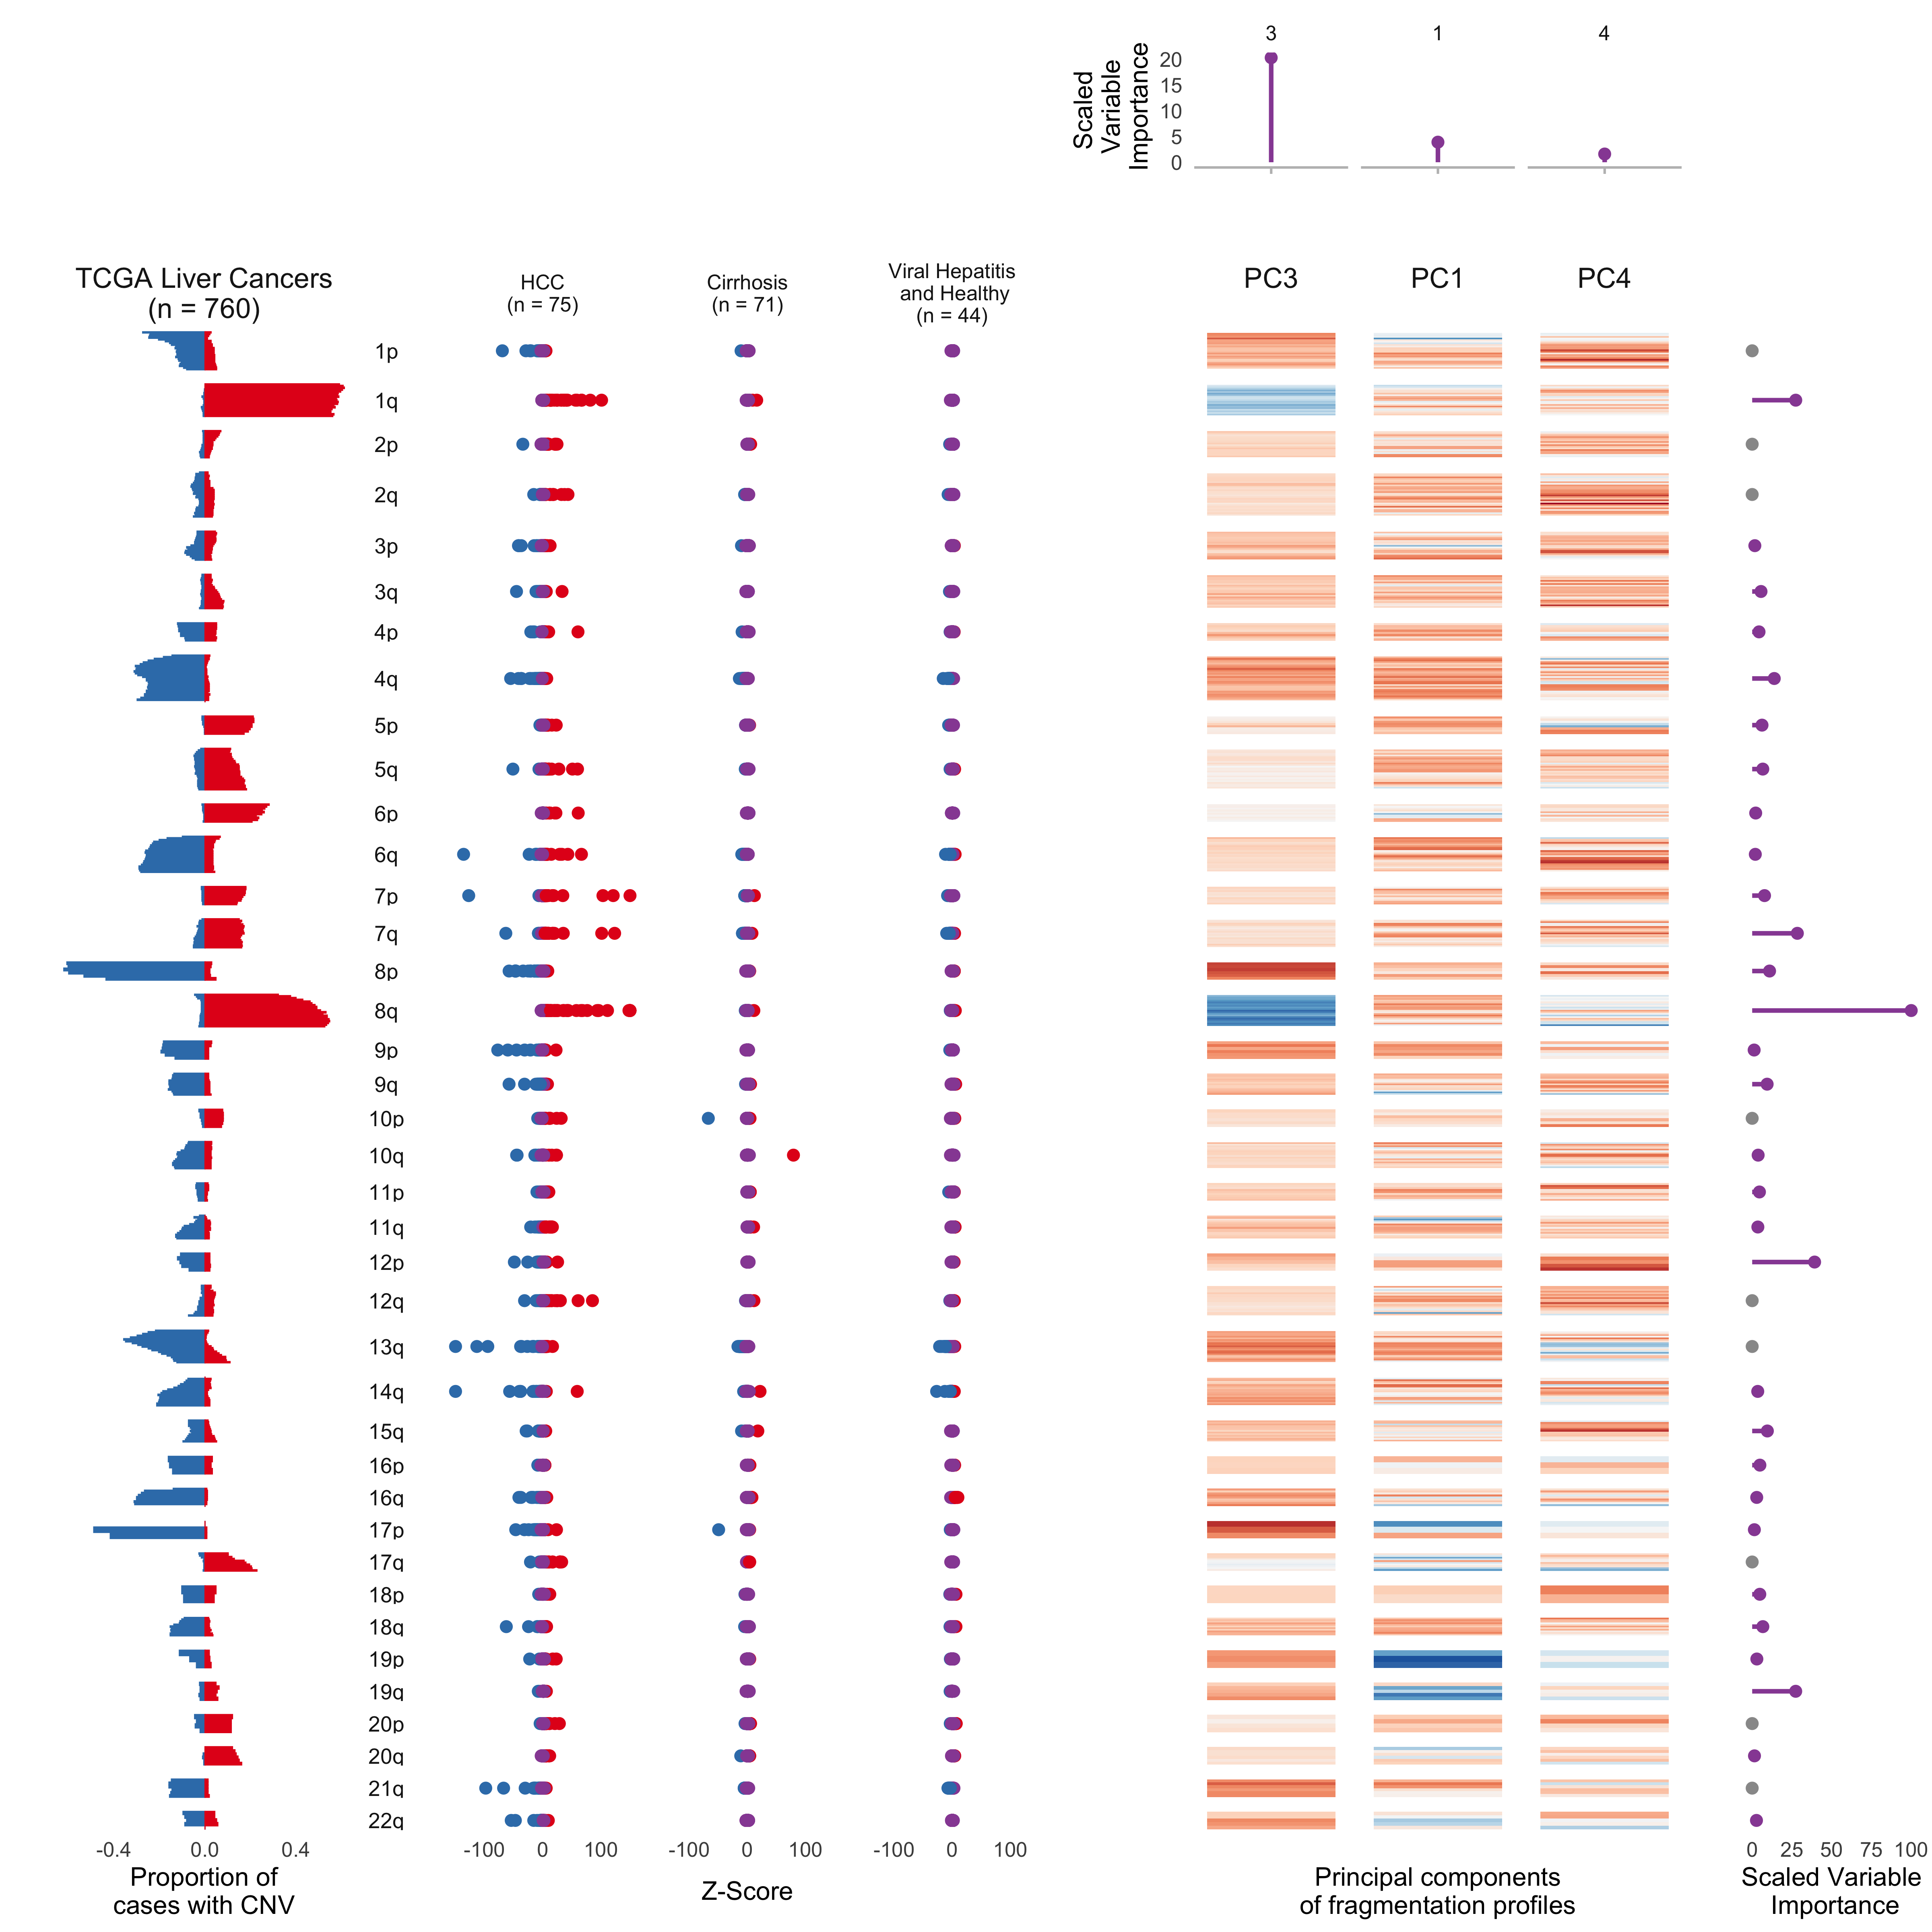 3
1
4
Scaled
Variable
Importance
20
15
10
5
0
TCGA Liver Cancers
(n = 760)
HCC
(n = 75)
Cirrhosis
(n = 71)
Viral Hepatitis
and Healthy
(n = 44)
PC3
PC1
PC4
1p
1q
2p
2q
3p
3q
4p
4q
5p
5q
6p
6q
7p
7q
8p
8q
9p
9q
10p
10q
11p
11q
12p
12q
13q
14q
15q
16p
16q
17p
17q
18p
18q
19p
19q
20p
20q
21q
22q
-0.4 0.0 0.4
-100 0 100
-100 0 100
-100 0 100
0 25 50 75 100
Proportion of
cases with CNV
Z-Score
Principal components
of fragmentation profiles
Scaled Variable
Importance